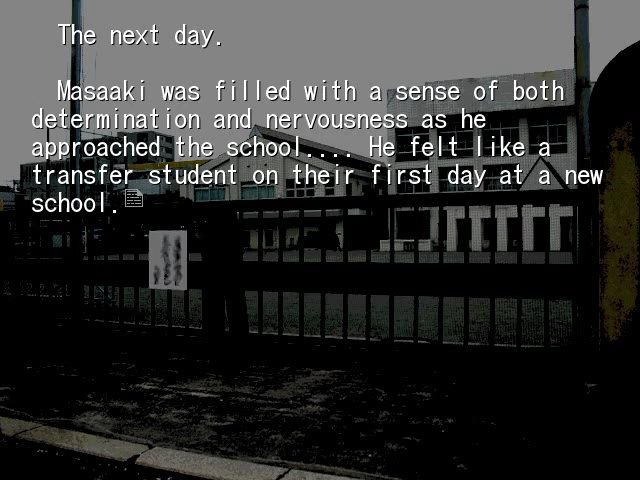 The next day.
Masaaki was filled with a sense of both
determination and nervousness as he
approached the school.... He felt like a
transfer student on their first day at a new
school.